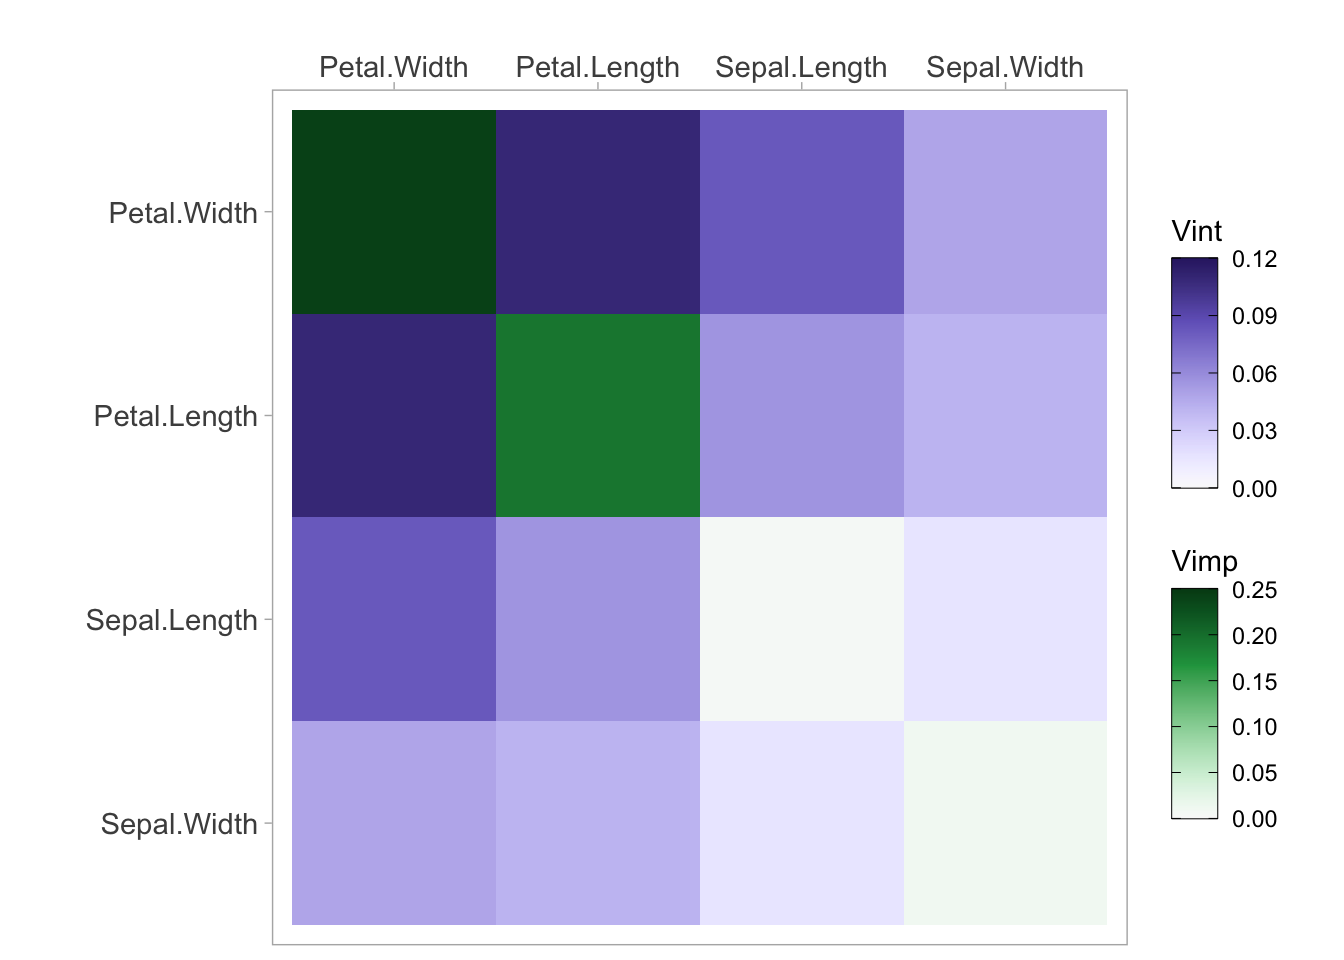 Petal.Width Petal.Length Sepal.Length Sepal.Width
Petal.Width
Petal.Length
Sepal.Length
Sepal.Width
Vint
0.12
0.09
0.06
0.03
0.00
Vimp
0.25
0.20
0.15
0.10
0.05
0.00